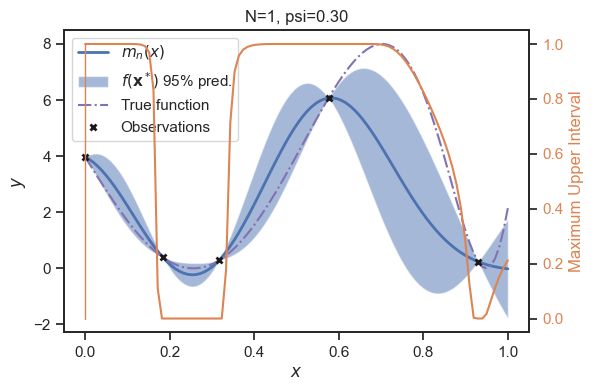 N=1, psi=0.30
mₙ(x)
f(x*) 95% pred.
True function
Observations
y
8
6
4
2
0
−2
0.0 0.2 0.4 0.6 0.8 1.0
x
1.0
0.8
0.6
0.4
0.2
0.0
Maximum Upper Interval